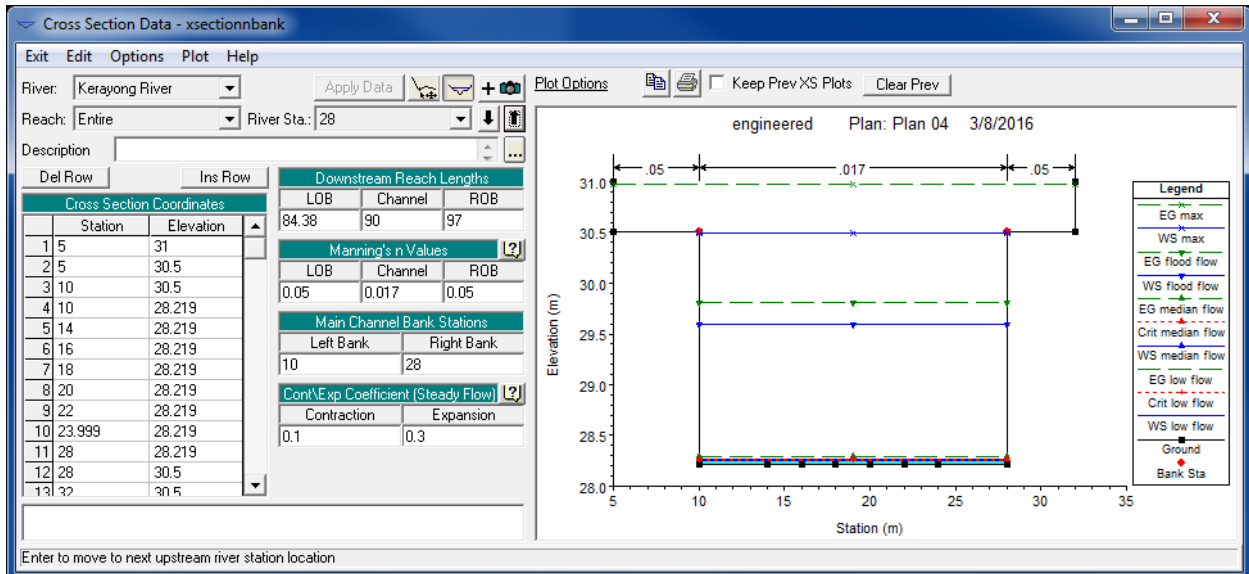 Cross Section Data - xsectionnbank
Exit Edit Options Plot Help
River: Kerayong River Apply Data
Reach: Entire River Sta.: 28
Description ...
Del Row Ins Row
Cross Section Coordinates
Station Elevation
1 5 31
2 5 30.5
3 10 30.5
4 10 28.219
5 14 28.219
6 16 28.219
7 18 28.219
8 20 28.219
9 22 28.219
10 23.999 28.219
11 28 28.219
12 28 30.5
13 32 30.5
Downstream Reach Lengths
LOB Channel ROB
84.38 90 97
Manning's n Values
LOB Channel ROB
0.05 0.017 0.05
Main Channel Bank Stations
Left Bank Right Bank
10 28
Cont\Exp Coefficient (Steady Flow)
Contraction Expansion
0.1 0.3
Plot Options Keep Prev XS Plots Clear Prev
engineered Plan: Plan 04 3/8/2016
.05 .017 .05
31.0
30.5
30.0
29.5
29.0
28.5
28.0
Elevation (m)
5 10 15 20 25 30 35
Station (m)
Legend
EG max
WS max
EG flood flow
WS flood flow
EG median flow
Crit median flow
WS median flow
EG low flow
Crit low flow
WS low flow
Ground
Bank Sta
Enter to move to next upstream river station location